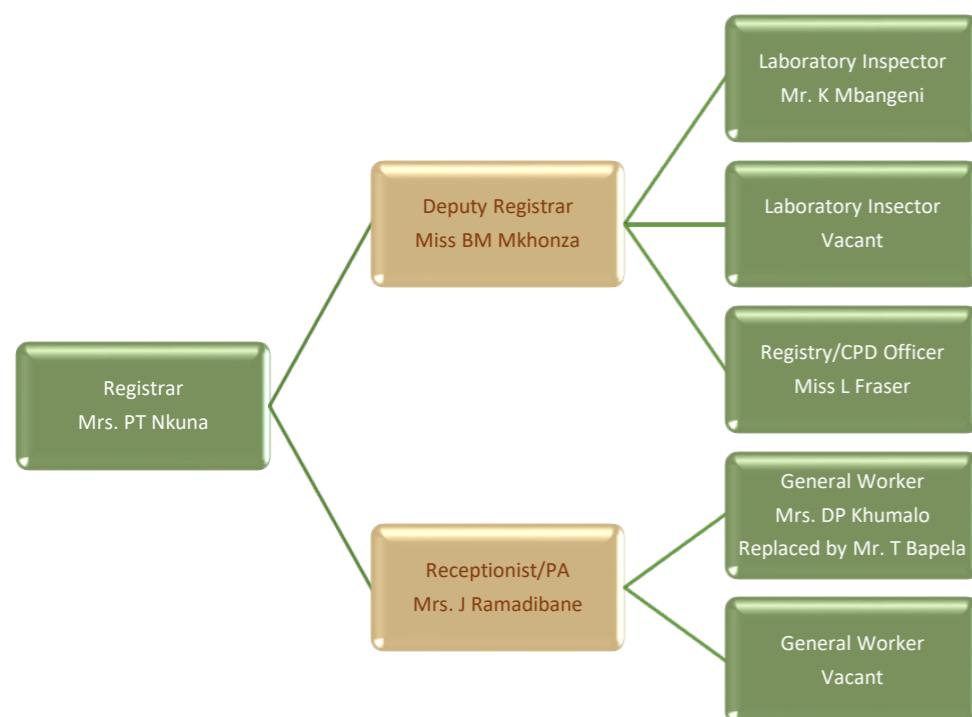 Registrar
Mrs. PT Nkuna
Deputy Registrar
Miss BM Mkhonza
Laboratory Inspector
Mr. K Mbangeni
Laboratory Insector
Vacant
Registry/CPD Officer
Miss L Fraser
Receptionist/PA
Mrs. J Ramadibane
General Worker
Mrs. DP Khumalo
Replaced by Mr. T Bapela
General Worker
Vacant